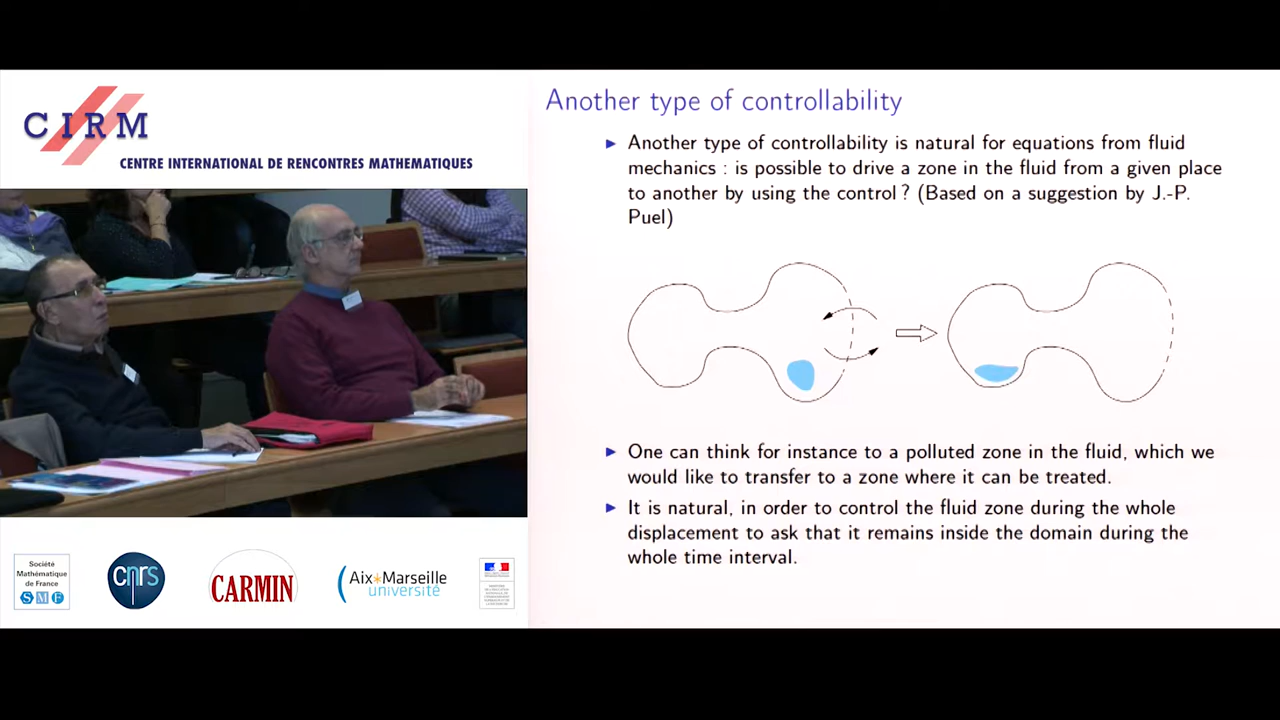 CIRM
CENTRE INTERNATIONAL DE RENCONTRES MATHEMATIQUES
Another type of controllability
Another type of controllability is natural for equations from fluid
mechanics : is possible to drive a zone in the fluid from a given place
to another by using the control ? (Based on a suggestion by J.-P.
Puel)
One can think for instance to a polluted zone in the fluid, which we
would like to transfer to a zone where it can be treated.
It is natural, in order to control the fluid zone during the whole
displacement to ask that it remains inside the domain during the
whole time interval.
Société
Mathématique
de France
SMF
cnrs
CARMIN
Aix*Marseille
université